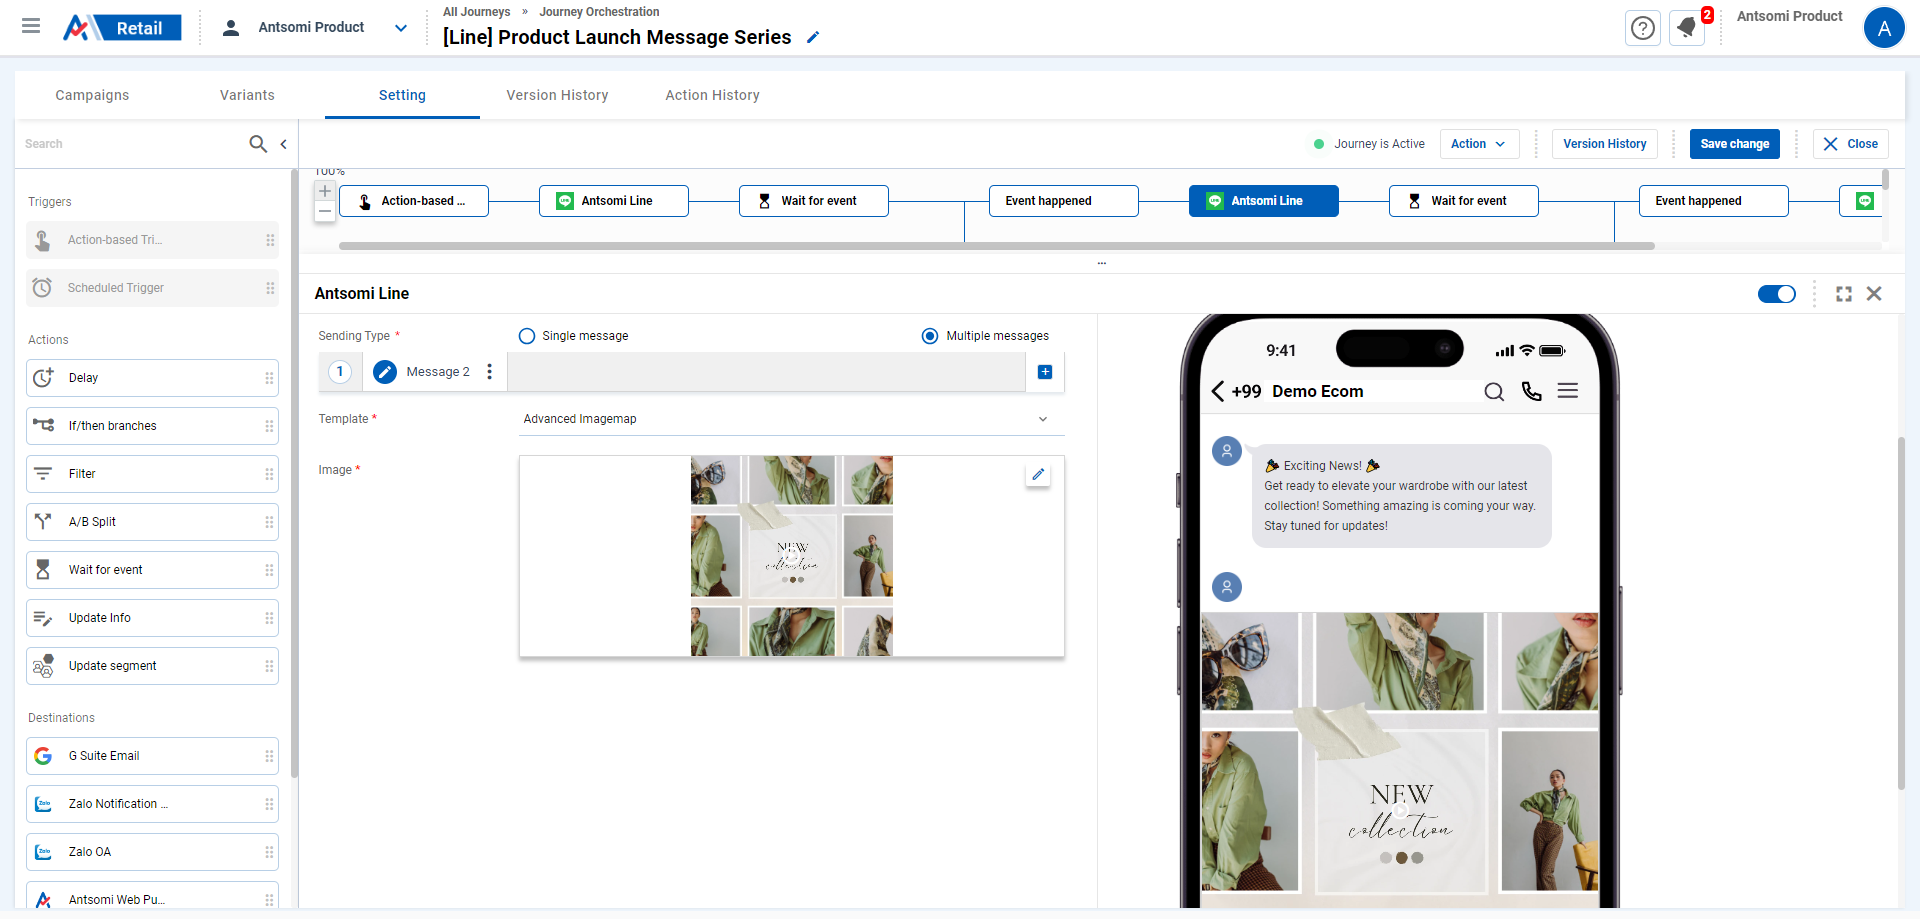 Retail
Antsomi Product
All Journeys » Journey Orchestration
[Line] Product Launch Message Series
2
Antsomi Product
A
Campaigns
Variants
Setting
Version History
Action History
Search
Journey is Active
Action
Version History
Save change
Close
100%
Action-based ...
Antsomi Line
Wait for event
Event happened
Antsomi Line
Wait for event
Event happened
Triggers
Action-based Tri...
Scheduled Trigger
Actions
Delay
If/then branches
Filter
A/B Split
Wait for event
Update Info
Update segment
Destinations
G Suite Email
Zalo Notification ...
Zalo OA
Antsomi Web Pu...
...
Antsomi Line
Sending Type *
Single message
Multiple messages
1
Message 2
Template *
Advanced Imagemap
Image *
NEW
collection
9:41
+99 Demo Ecom
Exciting News!
Get ready to elevate your wardrobe with our latest
collection! Something amazing is coming your way.
Stay tuned for updates!
NEW
collection